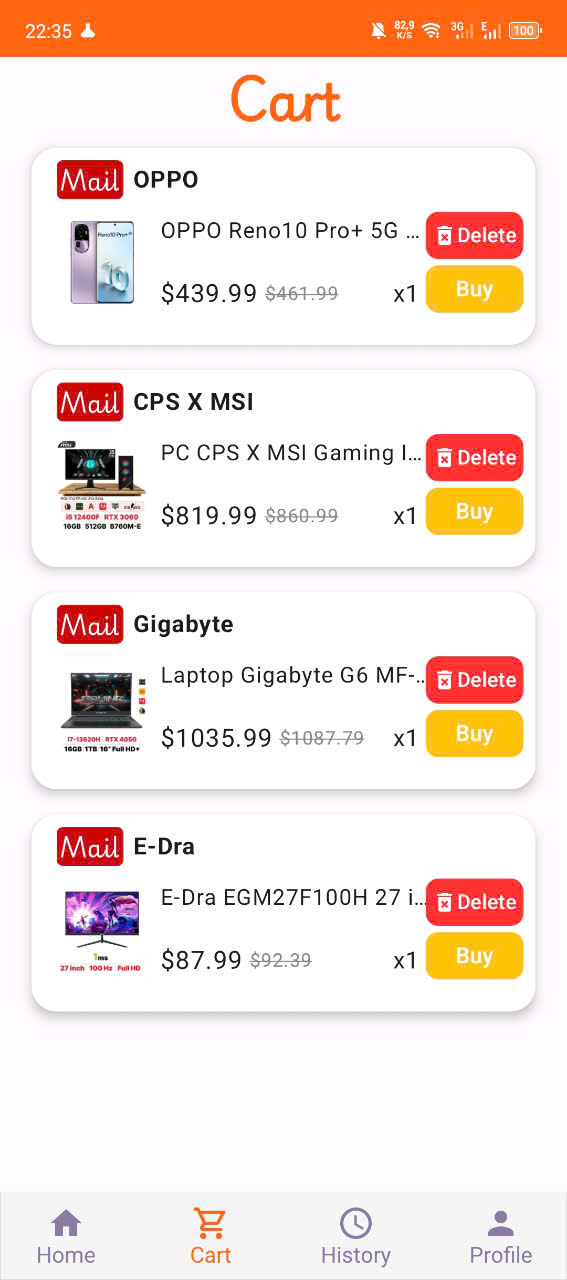 22:35
82,9
K/S
3G
E
100
Cart
Mail OPPO
OPPO Reno10 Pro+ 5G ...
Delete
Reno10 Pro+
10
$439.99 $461.99 x1
Buy
Mail CPS X MSI
PC CPS X MSI Gaming I...
Delete
i5 12400F RTX 3060
16GB 512GB B760M-E
$819.99 $860.99 x1
Buy
Mail Gigabyte
Laptop Gigabyte G6 MF-...
Delete
i7-13620H RTX 4050
16GB 1TB 16" Full HD+
$1035.99 $1087.79 x1
Buy
Mail E-Dra
E-Dra EGM27F100H 27 i...
Delete
1ms
27 inch 100 Hz Full HD
$87.99 $92.39 x1
Buy
Home
Cart
History
Profile